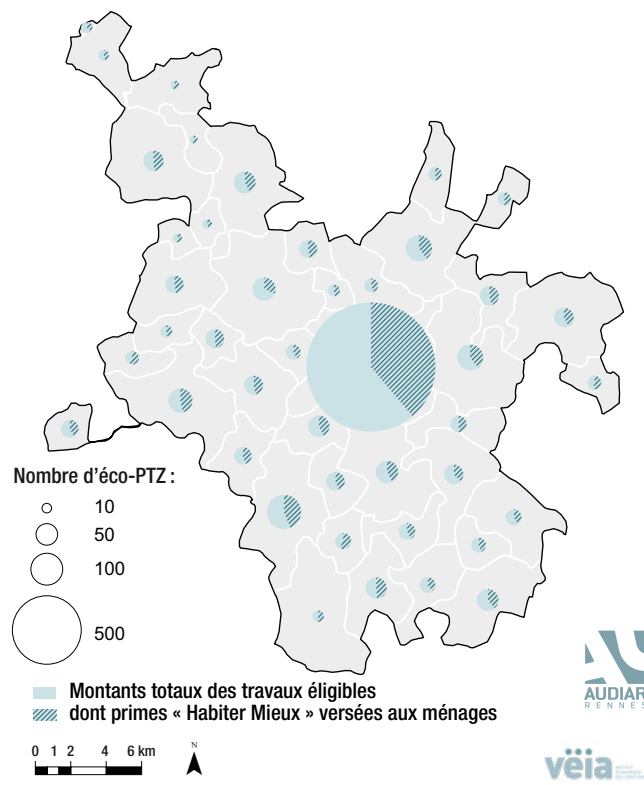 Nombre d'éco-PTZ :
10
50
100
500
Montants totaux des travaux éligibles
dont primes « Habiter Mieux » versées aux ménages
0 1 2 4 6 km
N
AUDIAR
RENNES
vëia